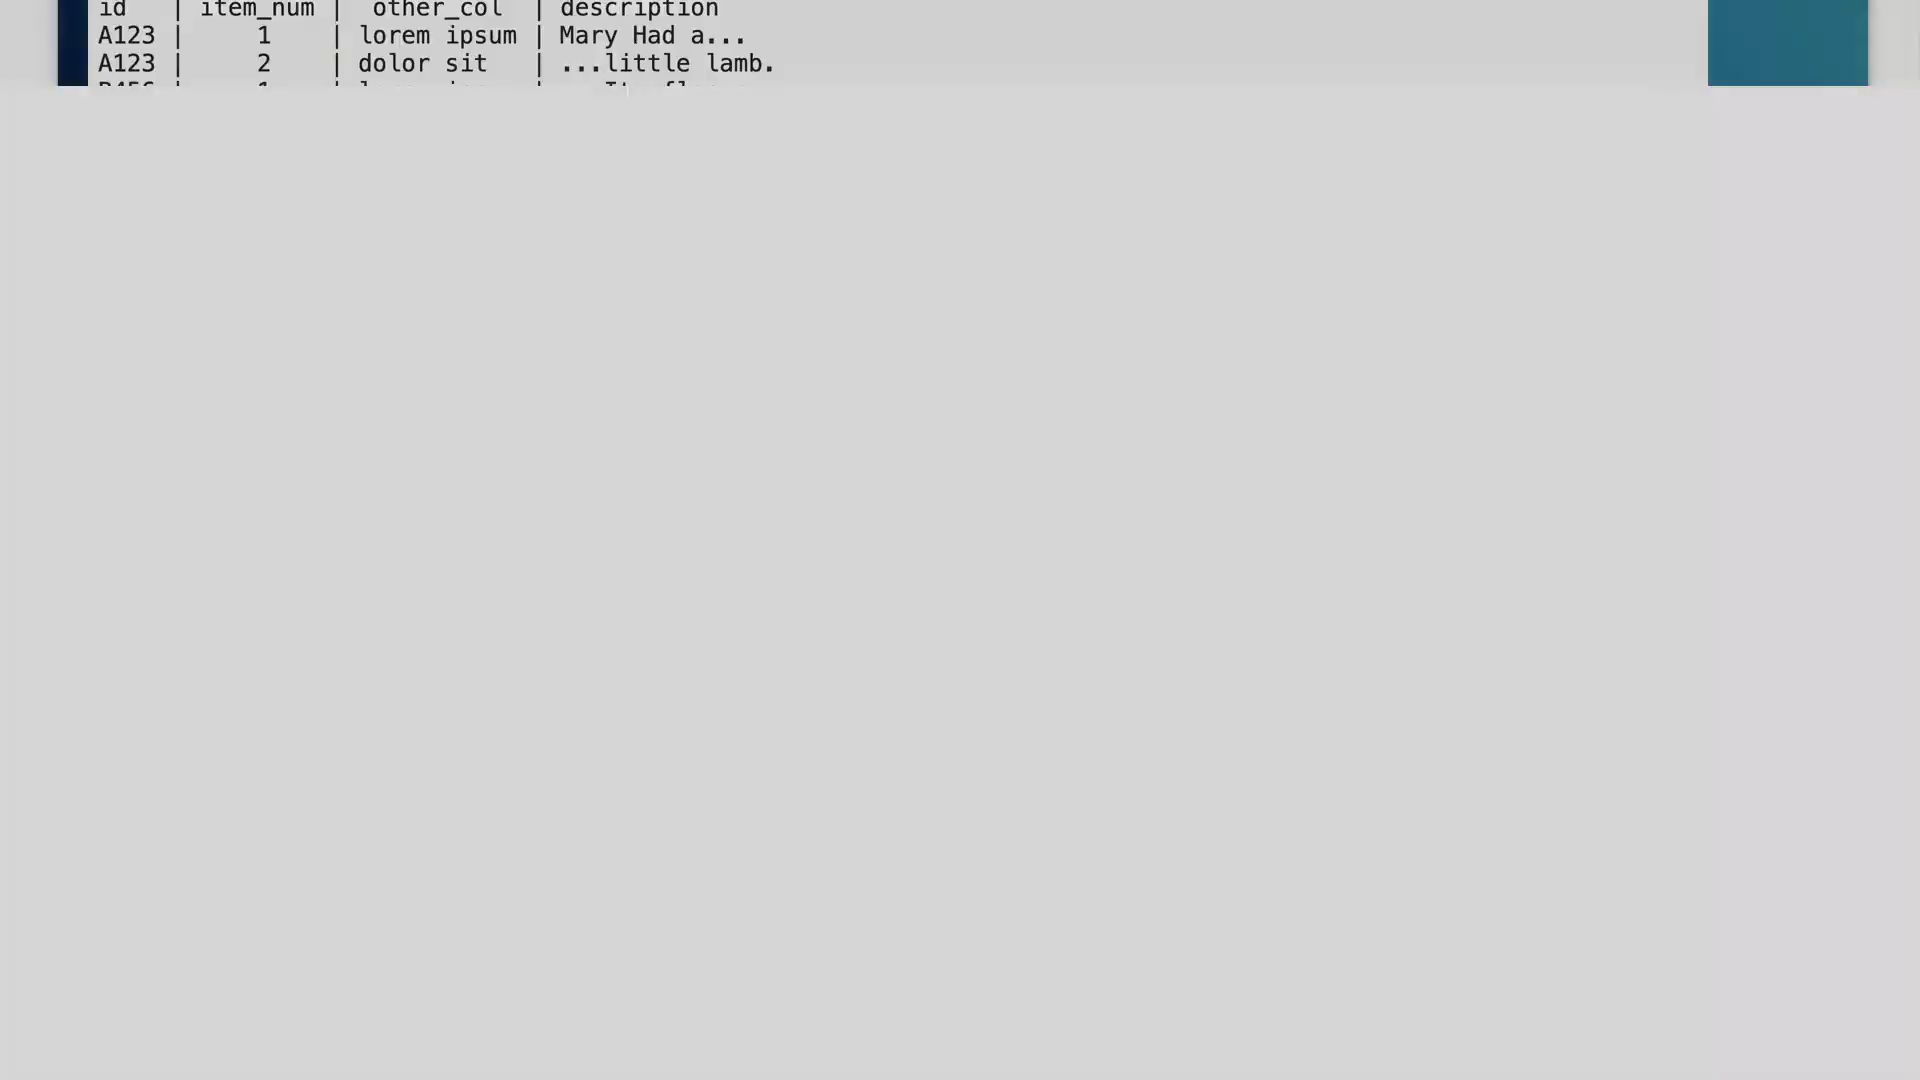 id   | item_num |  other_col  | description
A123 |    1    | lorem ipsum | Mary Had a...
A123 |    2    | dolor sit   | ...little lamb.